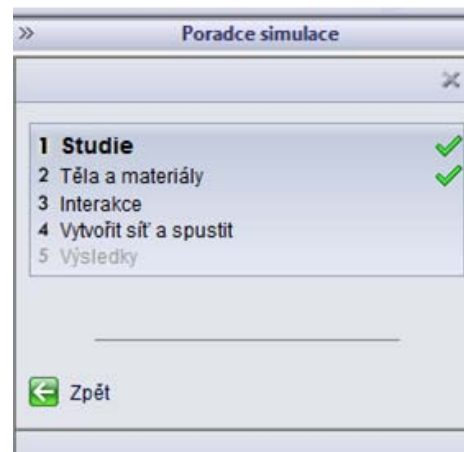 » Poradce simulace
1 Studie
2 Těla a materiály
3 Interakce
4 Vytvořit síť a spustit
5 Výsledky
Zpět